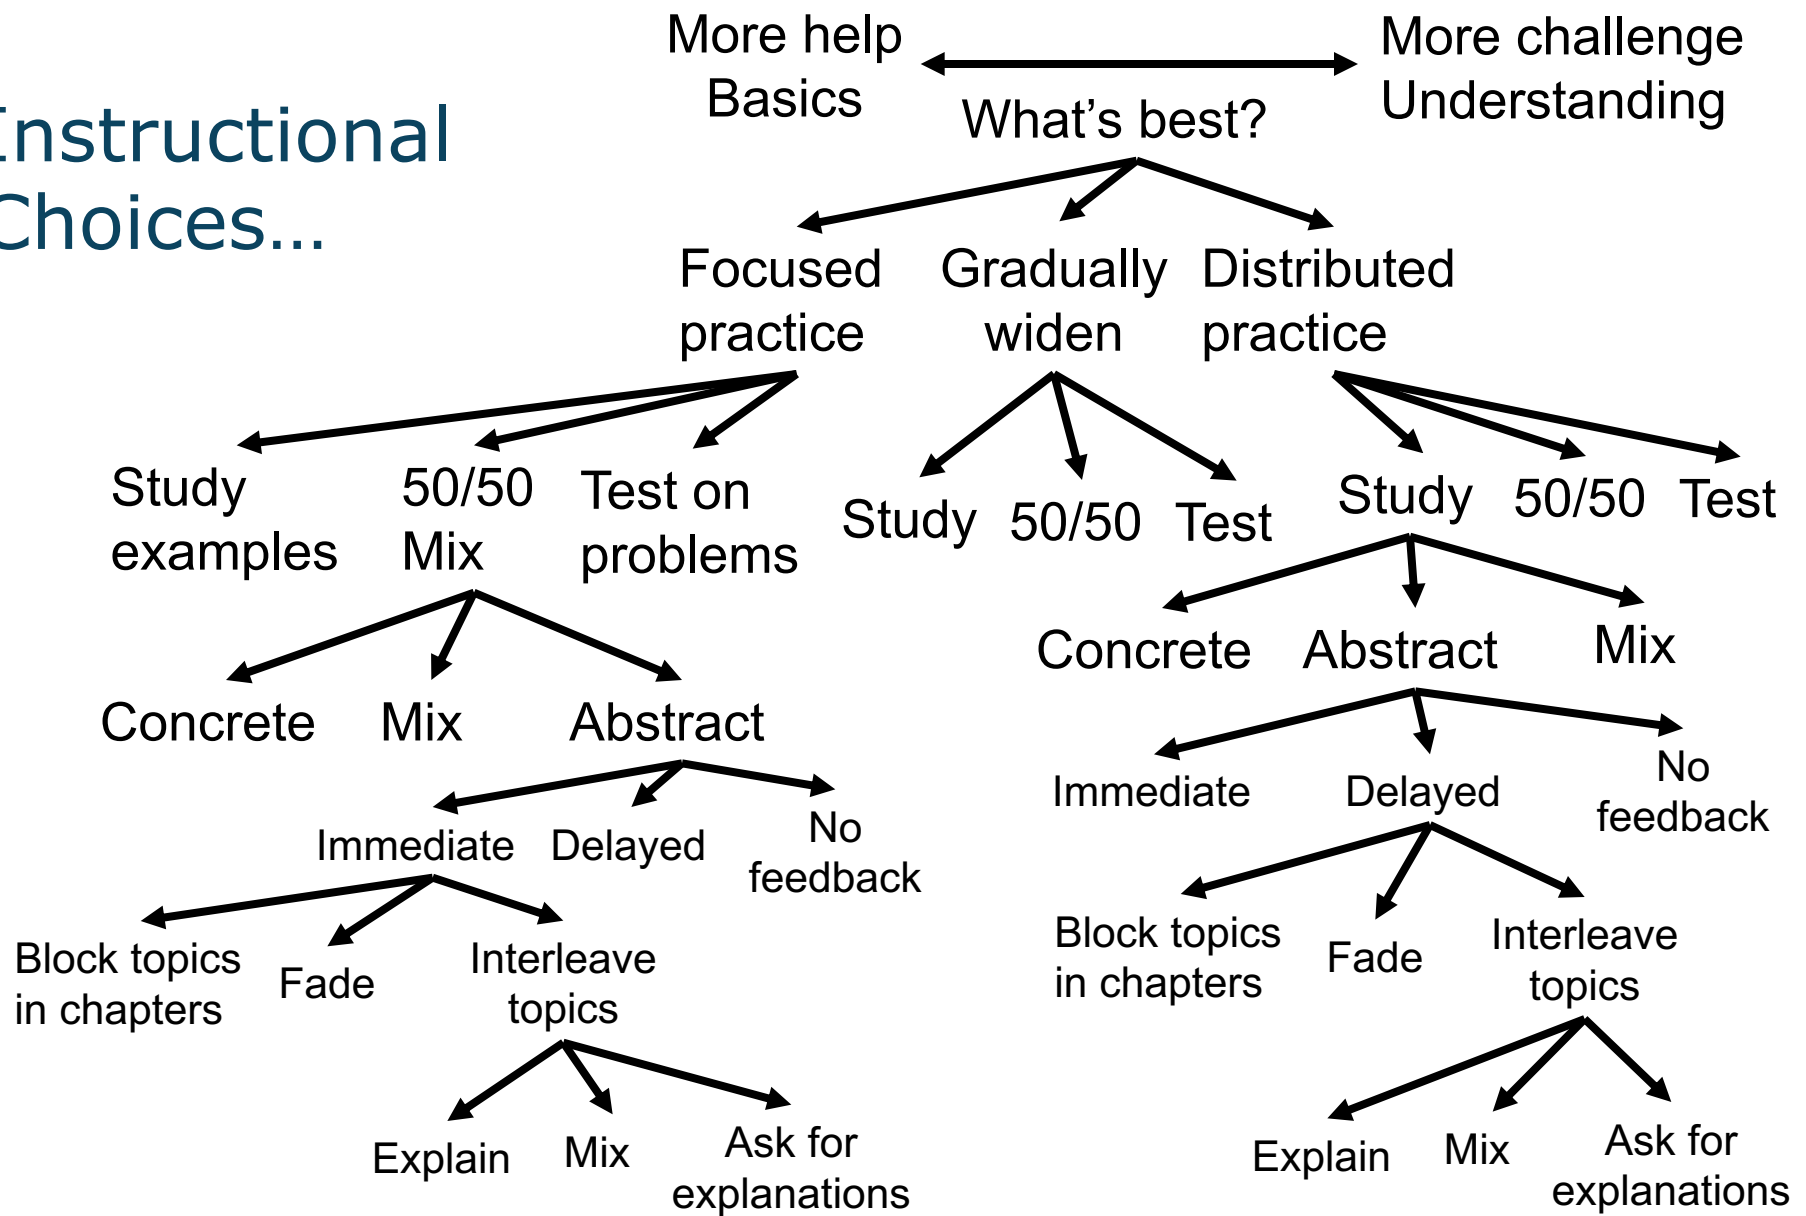 More help
Basics
More challenge
Understanding
What's best?
Instructional
Choices…
Focused
practice
Gradually
widen
Distributed
practice
Study
examples
50/50
Mix
Test on
problems
Study
50/50
Test
Study
50/50
Test
Concrete
Mix
Abstract
Concrete
Abstract
Mix
Immediate
Delayed
No
feedback
Immediate
Delayed
No
feedback
Block topics
in chapters
Fade
Interleave
topics
Block topics
in chapters
Fade
Interleave
topics
Explain
Mix
Ask for
explanations
Explain
Mix
Ask for
explanations